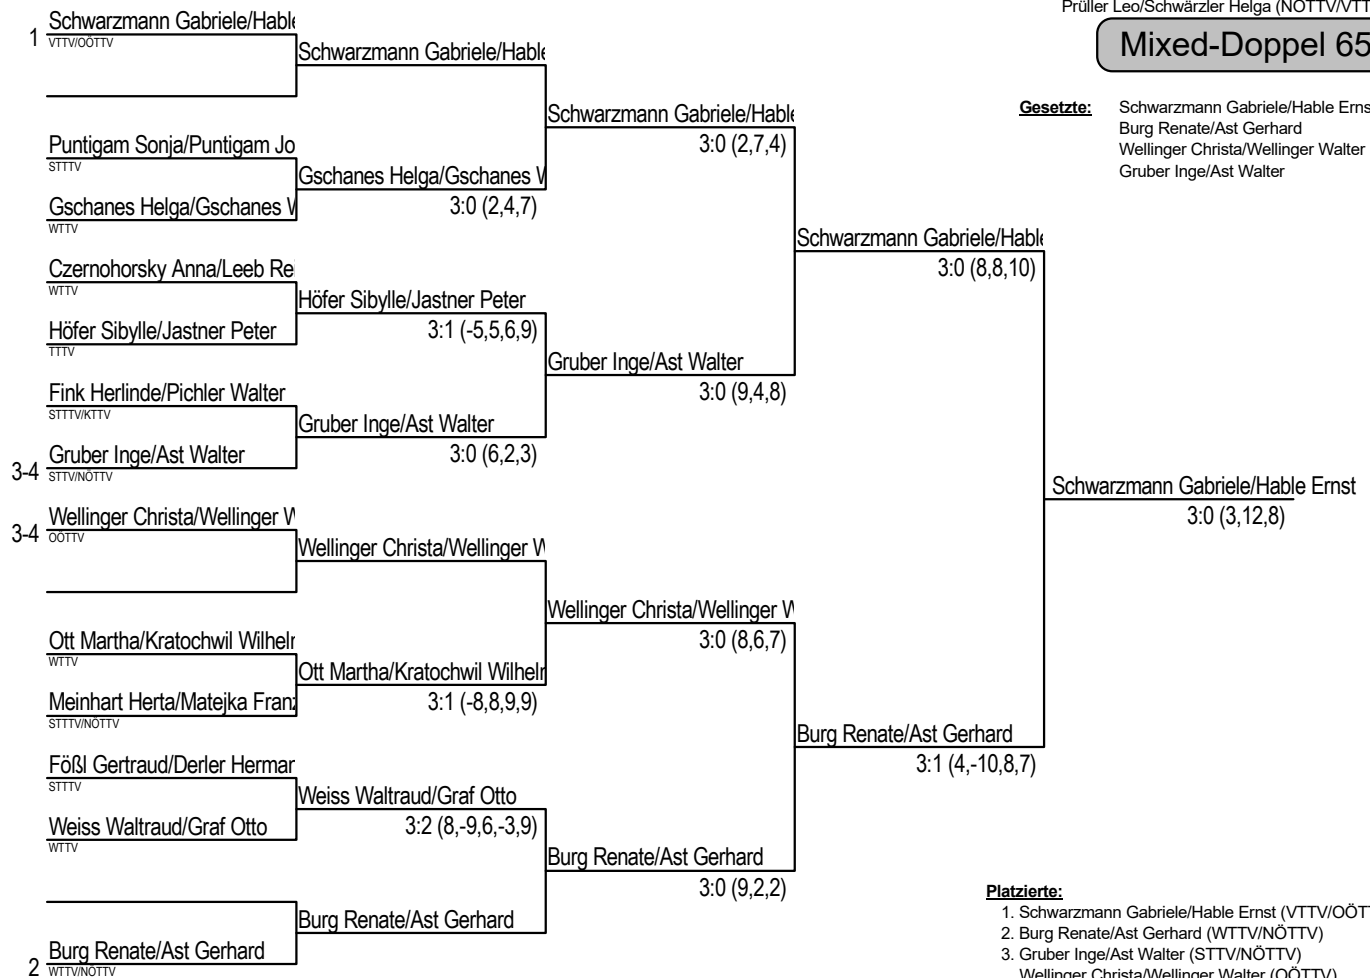 Prüller Leo/Schwärzler Helga (NÖTTV/VTT
Mixed-Doppel 65
Gesetzte: Schwarzmann Gabriele/Hable Erns
Burg Renate/Ast Gerhard
Wellinger Christa/Wellinger Walter
Gruber Inge/Ast Walter
1 Schwarzmann Gabriele/Hable
VTTV/OÖTTV
Puntigam Sonja/Puntigam Jo
STTTV
Gschanes Helga/Gschanes W
WTTV
Czernohorsky Anna/Leeb Rei
WTTV
Höfer Sibylle/Jastner Peter
TTTV
Fink Herlinde/Pichler Walter
STTTV/KTTV
3-4 Gruber Inge/Ast Walter
STTV/NÖTTV
3-4 Wellinger Christa/Wellinger W
OÖTTV
Ott Martha/Kratochwil Wilhelm
WTTV
Meinhart Herta/Matejka Franz
STTTV/NÖTTV
Fößl Gertraud/Derler Herman
STTTV
Weiss Waltraud/Graf Otto
WTTV
2 Burg Renate/Ast Gerhard
WTTV/NÖTTV
Schwarzmann Gabriele/Hable
Gschanes Helga/Gschanes W
3:0 (2,4,7)
Höfer Sibylle/Jastner Peter
3:1 (-5,5,6,9)
Gruber Inge/Ast Walter
3:0 (6,2,3)
Wellinger Christa/Wellinger W
Ott Martha/Kratochwil Wilhelm
3:1 (-8,8,9,9)
Weiss Waltraud/Graf Otto
3:2 (8,-9,6,-3,9)
Burg Renate/Ast Gerhard
Schwarzmann Gabriele/Hable
3:0 (2,7,4)
Gruber Inge/Ast Walter
3:0 (9,4,8)
Wellinger Christa/Wellinger W
3:0 (8,6,7)
Burg Renate/Ast Gerhard
3:0 (9,2,2)
Schwarzmann Gabriele/Hable
3:0 (8,8,10)
Burg Renate/Ast Gerhard
3:1 (4,-10,8,7)
Schwarzmann Gabriele/Hable Ernst
3:0 (3,12,8)
Platzierte:
1. Schwarzmann Gabriele/Hable Ernst (VTTV/OÖTT
2. Burg Renate/Ast Gerhard (WTTV/NÖTTV)
3. Gruber Inge/Ast Walter (STTV/NÖTTV)
Wellinger Christa/Wellinger Walter (OÖTTV)